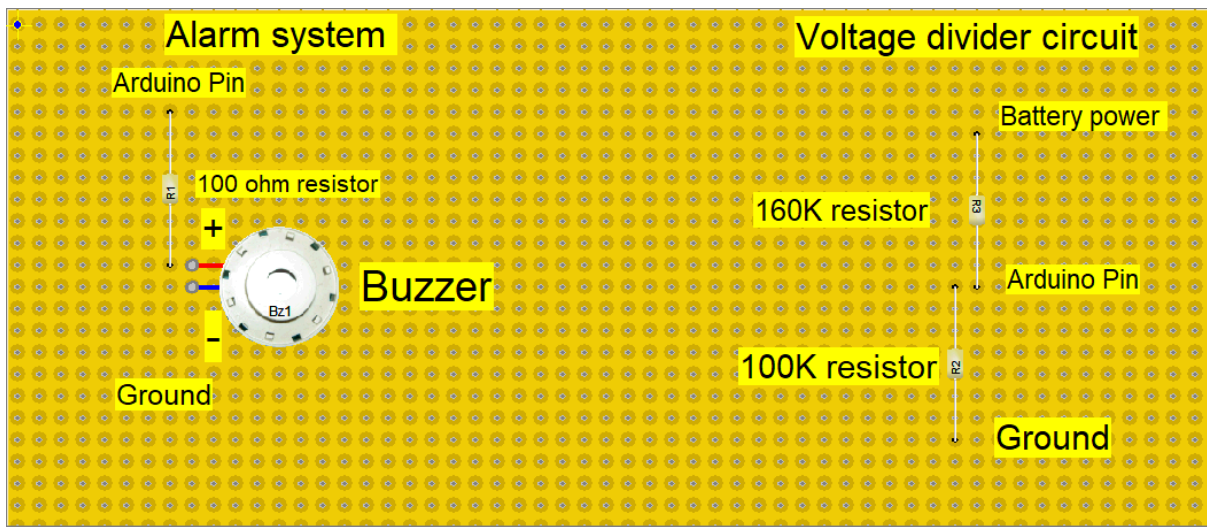 Alarm system
Arduino Pin
R1
100 ohm resistor
+
Buzzer
Bz1
-
Ground
Voltage divider circuit
Battery power
160K resistor
R3
Arduino Pin
100K resistor
R2
Ground